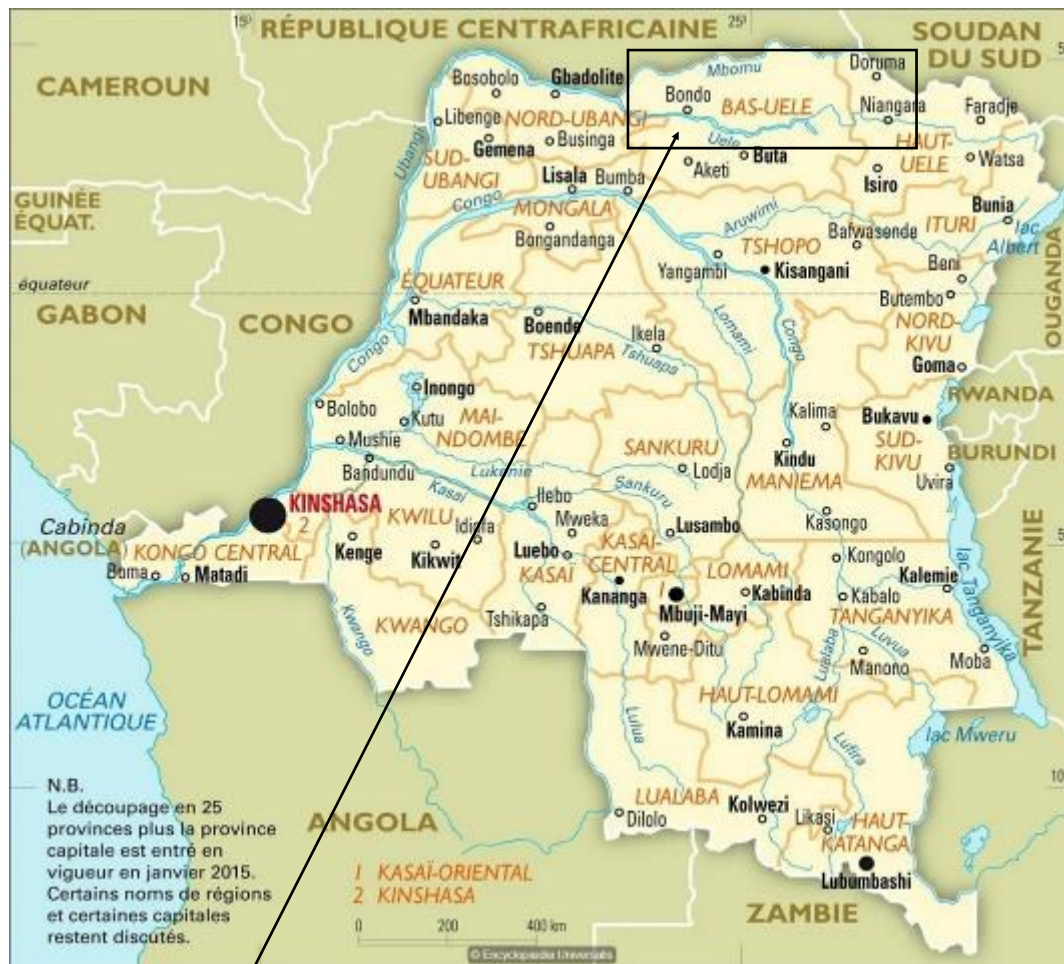 RÉPUBLIQUE CENTRAFRICAINE
15°
25°
SOUDAN
DU SUD
5°
CAMEROUN
Mbomu
Doruma
Bosobolo
Gbadolite
Bondo
BAS-UELE
Niangara
Faradje
Libenge
NORD-UBANGI
Businga
Gemena
Ubangi
SUD-
UBANGI
Uele
Buta
Aketi
HAUT-
UELE
Watsa
Isiro
Lisala
Bumba
Congo
MONGALA
Bongandanga
GUINÉE
ÉQUAT.
Aruwimi
Bafwasende
ITURI
Bunia
lac
Albert
TSHOPO
Yangambi
Kisangani
Beni
Butembo
OUGANDA
équateur
GABON
CONGO
ÉQUATEUR
Mbandaka
Boende
TSHUAPA
Ikela
Tshuapa
Lomami
Congo
NORD-
KIVU
Goma
Congo
Inongo
Bolobo
Kutu
MAI-
NDOMBE
Mushie
Bandundu
Lukenie
SANKURU
Lodja
Kalima
Kindu
MANIEMA
Bukavu
RWANDA
SUD-
KIVU
BURUNDI
Uvira
KINSHASA
2
Kasai
Ilebo
Sankuru
Cabinda
(ANGOLA)
KONGO CENTRAL
Boma
Matadi
Kenge
KWILU
Idiofa
Kikwit
Mweka
Luebo
KASAÏ
Lusambo
KASAÏ-
CENTRAL
Kananga
1
Mbuji-Mayi
LOMAMI
Kabinda
Kasongo
5°
Kongolo
Kalemie
Kabalo
TANGANYIKA
lac Tanganyika
TANZANIE
KWANGO
Kwango
Tshikapa
Mwene-Ditu
Lualaba
Luvua
Manono
Moba
OCÉAN
ATLANTIQUE
HAUT-LOMAMI
Kamina
Lulua
Lufira
lac Mweru
N.B.
Le découpage en 25
provinces plus la province
capitale est entré en
vigueur en janvier 2015.
Certains noms de régions
et certaines capitales
restent discutés.
10°
ANGOLA
LUALABA
Dilolo
Kolwezi
Likasi
HAUT-
KATANGA
Lubumbashi
1 KASAÏ-ORIENTAL
2 KINSHASA
ZAMBIE
0 200 400 km
© Encyclopædia Universalis